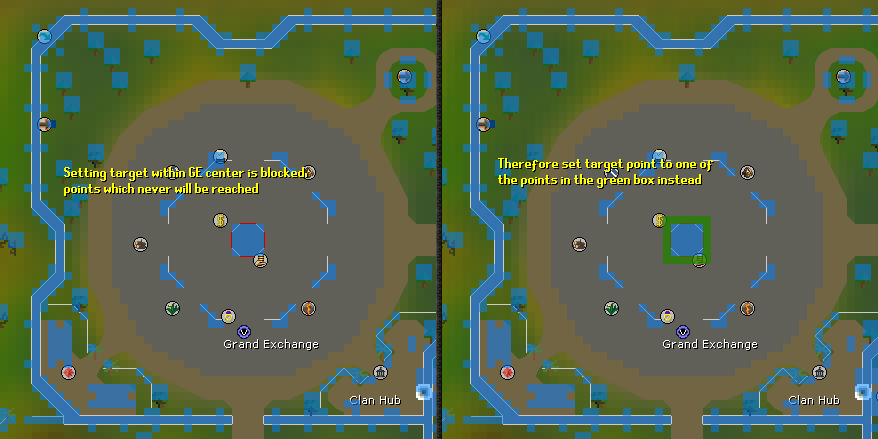 Setting target within GE center is blocked,
points which never will be reached
Grand Exchange
Clan Hub
Therefore set target point to one of
the points in the green box instead
Grand Exchange
Clan Hub